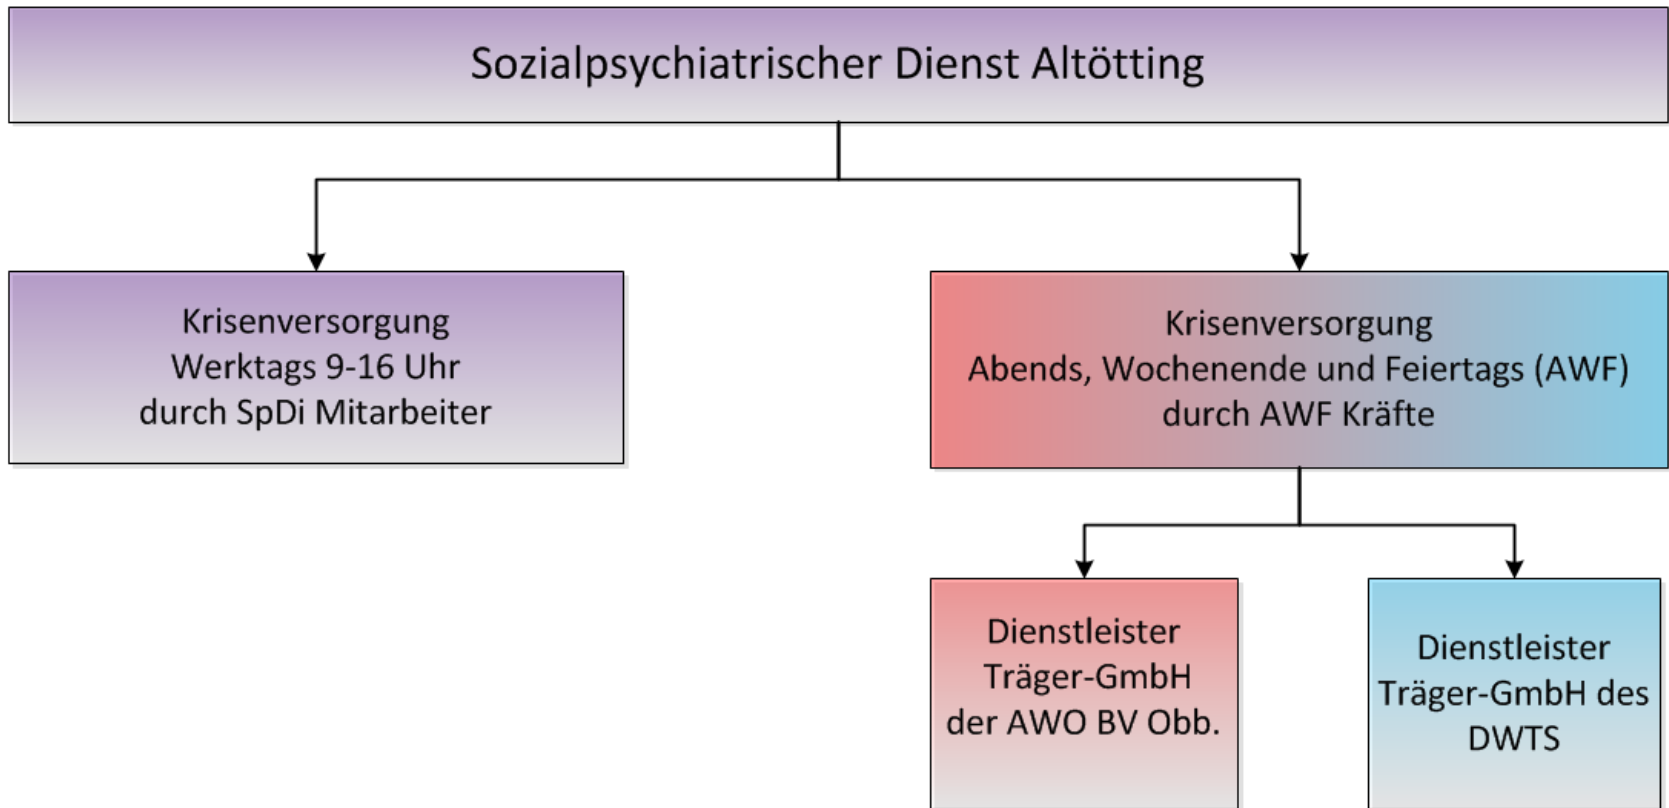 Sozialpsychiatrischer Dienst Altötting
Krisenversorgung
Werktags 9-16 Uhr
durch SpDi Mitarbeiter
Krisenversorgung
Abends, Wochenende und Feiertags (AWF)
durch AWF Kräfte
Dienstleister
Träger-GmbH
der AWO BV Obb.
Dienstleister
Träger-GmbH des
DWTS